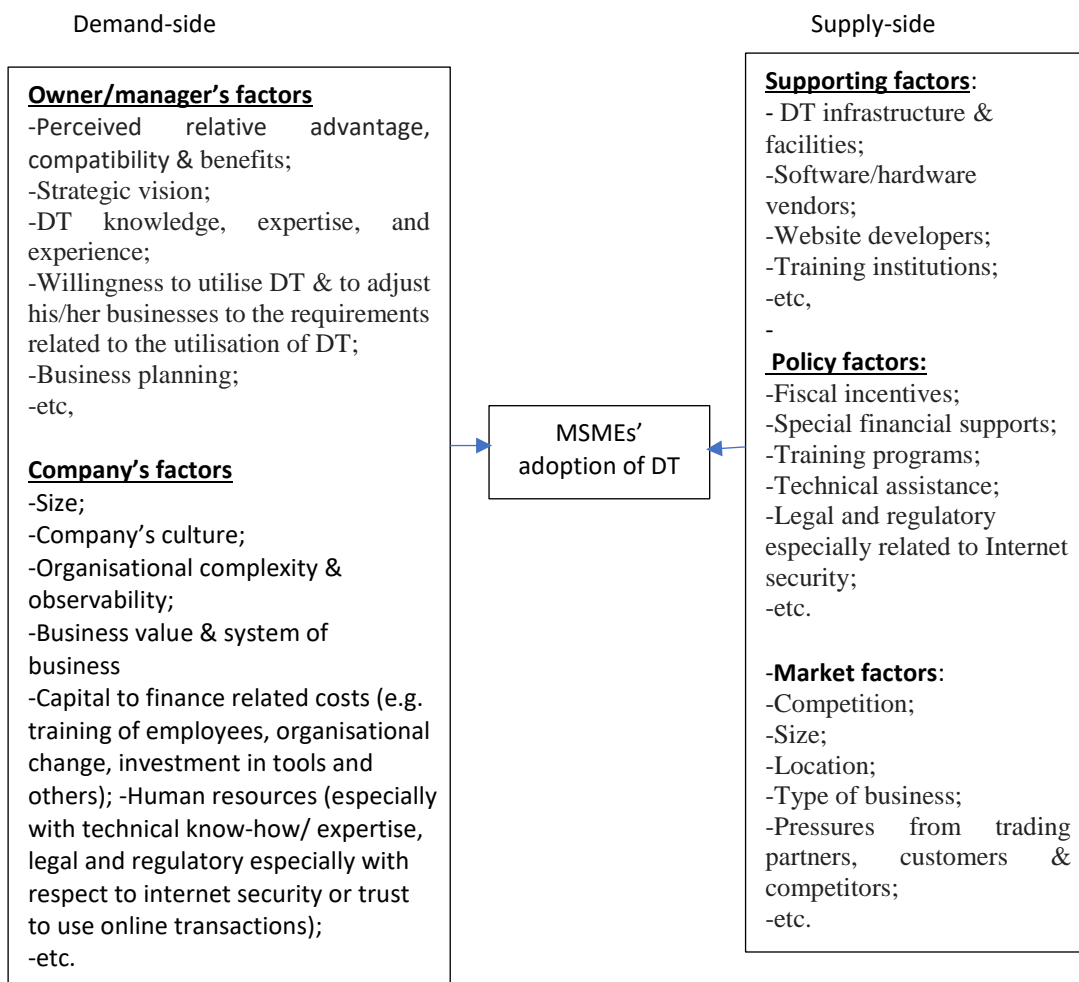 Demand-side
Owner/manager's factors
-Perceived relative advantage,
compatibility & benefits;
-Strategic vision;
-DT knowledge, expertise, and
experience;
-Willingness to utilise DT & to adjust
his/her businesses to the requirements
related to the utilisation of DT;
-Business planning;
-etc,
Company's factors
-Size;
-Company's culture;
-Organisational complexity &
observability;
-Business value & system of
business
-Capital to finance related costs (e.g.
training of employees, organisational
change, investment in tools and
others); -Human resources (especially
with technical know-how/ expertise,
legal and regulatory especially with
respect to internet security or trust
to use online transactions);
-etc.
MSMEs'
adoption of DT
Supply-side
Supporting factors:
- DT infrastructure &
facilities;
-Software/hardware
vendors;
-Website developers;
-Training institutions;
-etc,
-
Policy factors:
-Fiscal incentives;
-Special financial supports;
-Training programs;
-Technical assistance;
-Legal and regulatory
especially related to Internet
security;
-etc.
-Market factors:
-Competition;
-Size;
-Location;
-Type of business;
-Pressures from trading
partners, customers &
competitors;
-etc.